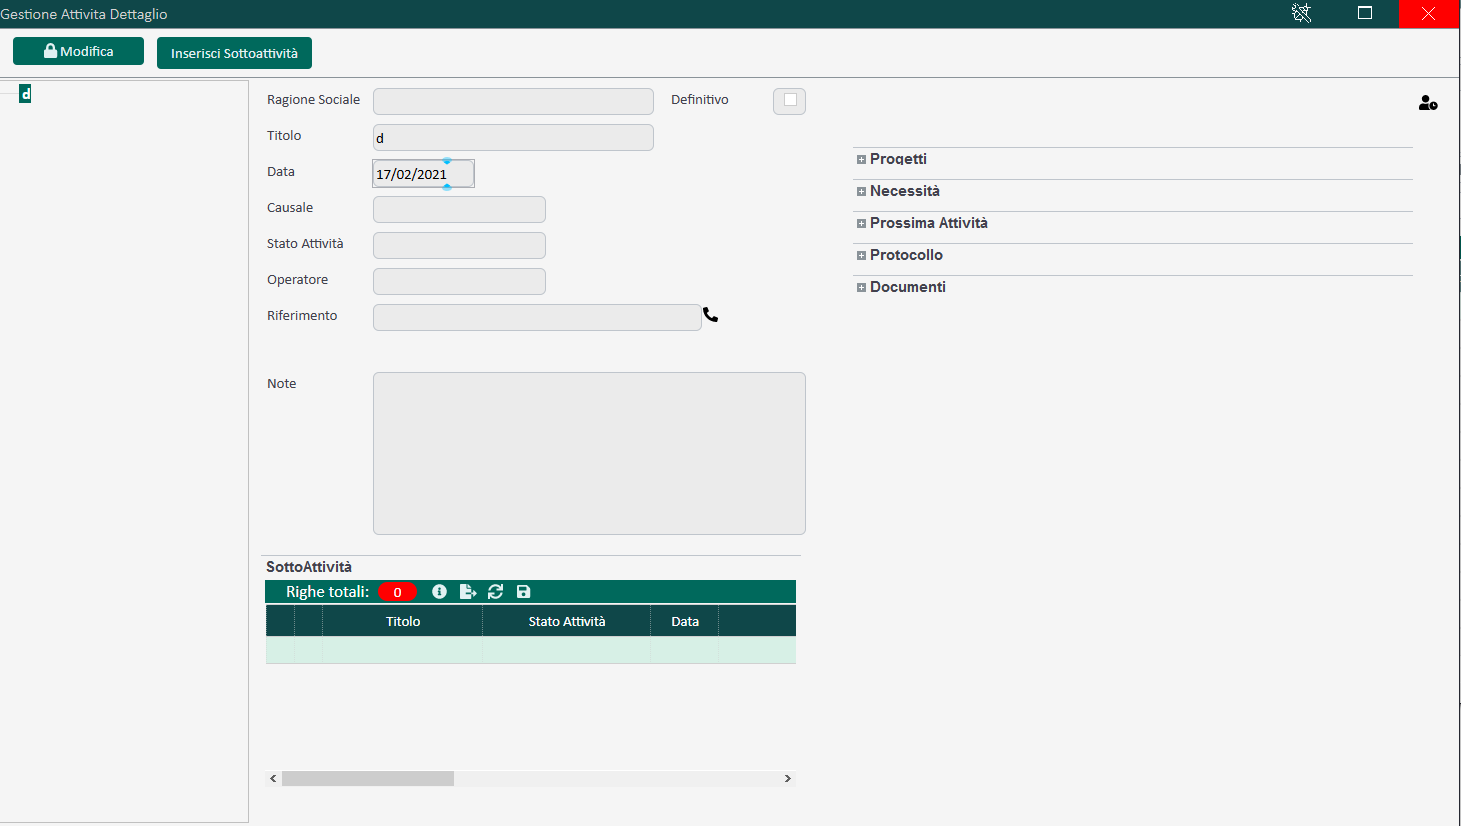 Gestione Attivita Dettaglio
Modifica
Inserisci Sottoattività
d
Ragione Sociale
Definitivo
Titolo
d
Data
17/02/2021
Causale
Stato Attività
Operatore
Riferimento
Note
Progetti
Necessità
Prossima Attività
Protocollo
Documenti
SottoAttività
Righe totali: 0
Titolo Stato Attività Data